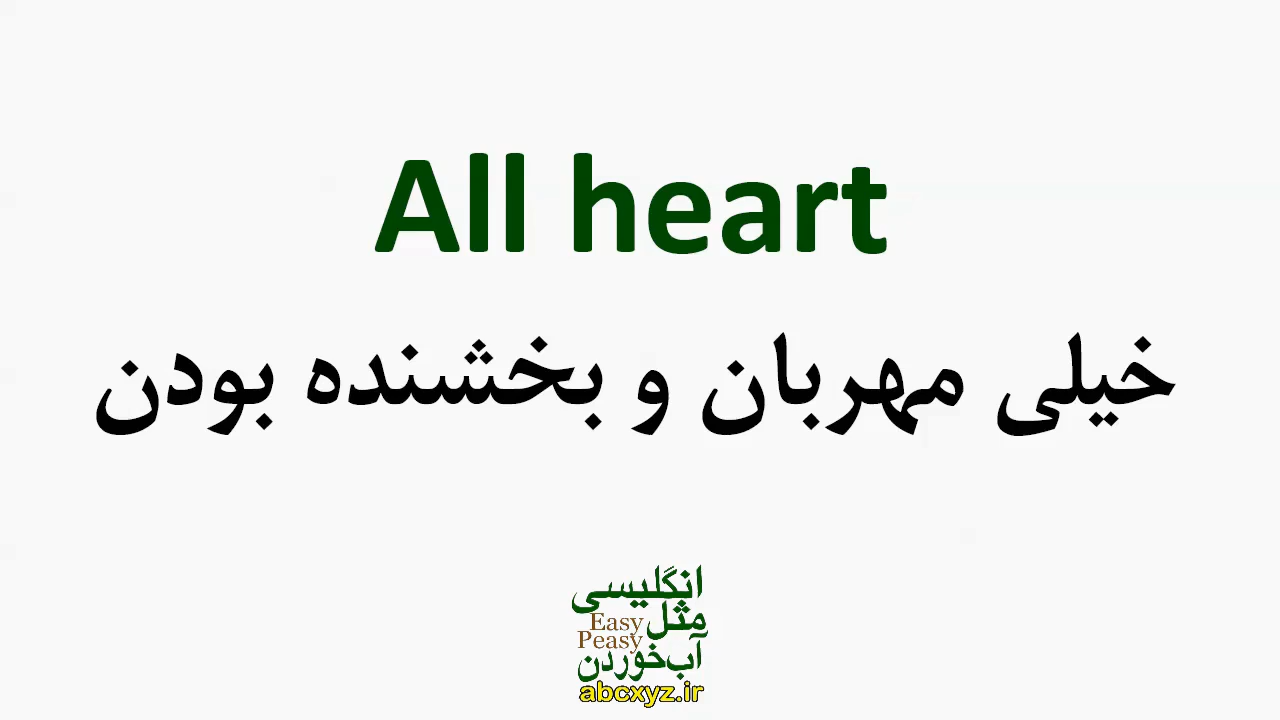 All heart
خیلی مهربان و بخشنده بودن
انگلیسی
مثل
Easy
Peasy
آب‌خوردن
abcxyz.ir